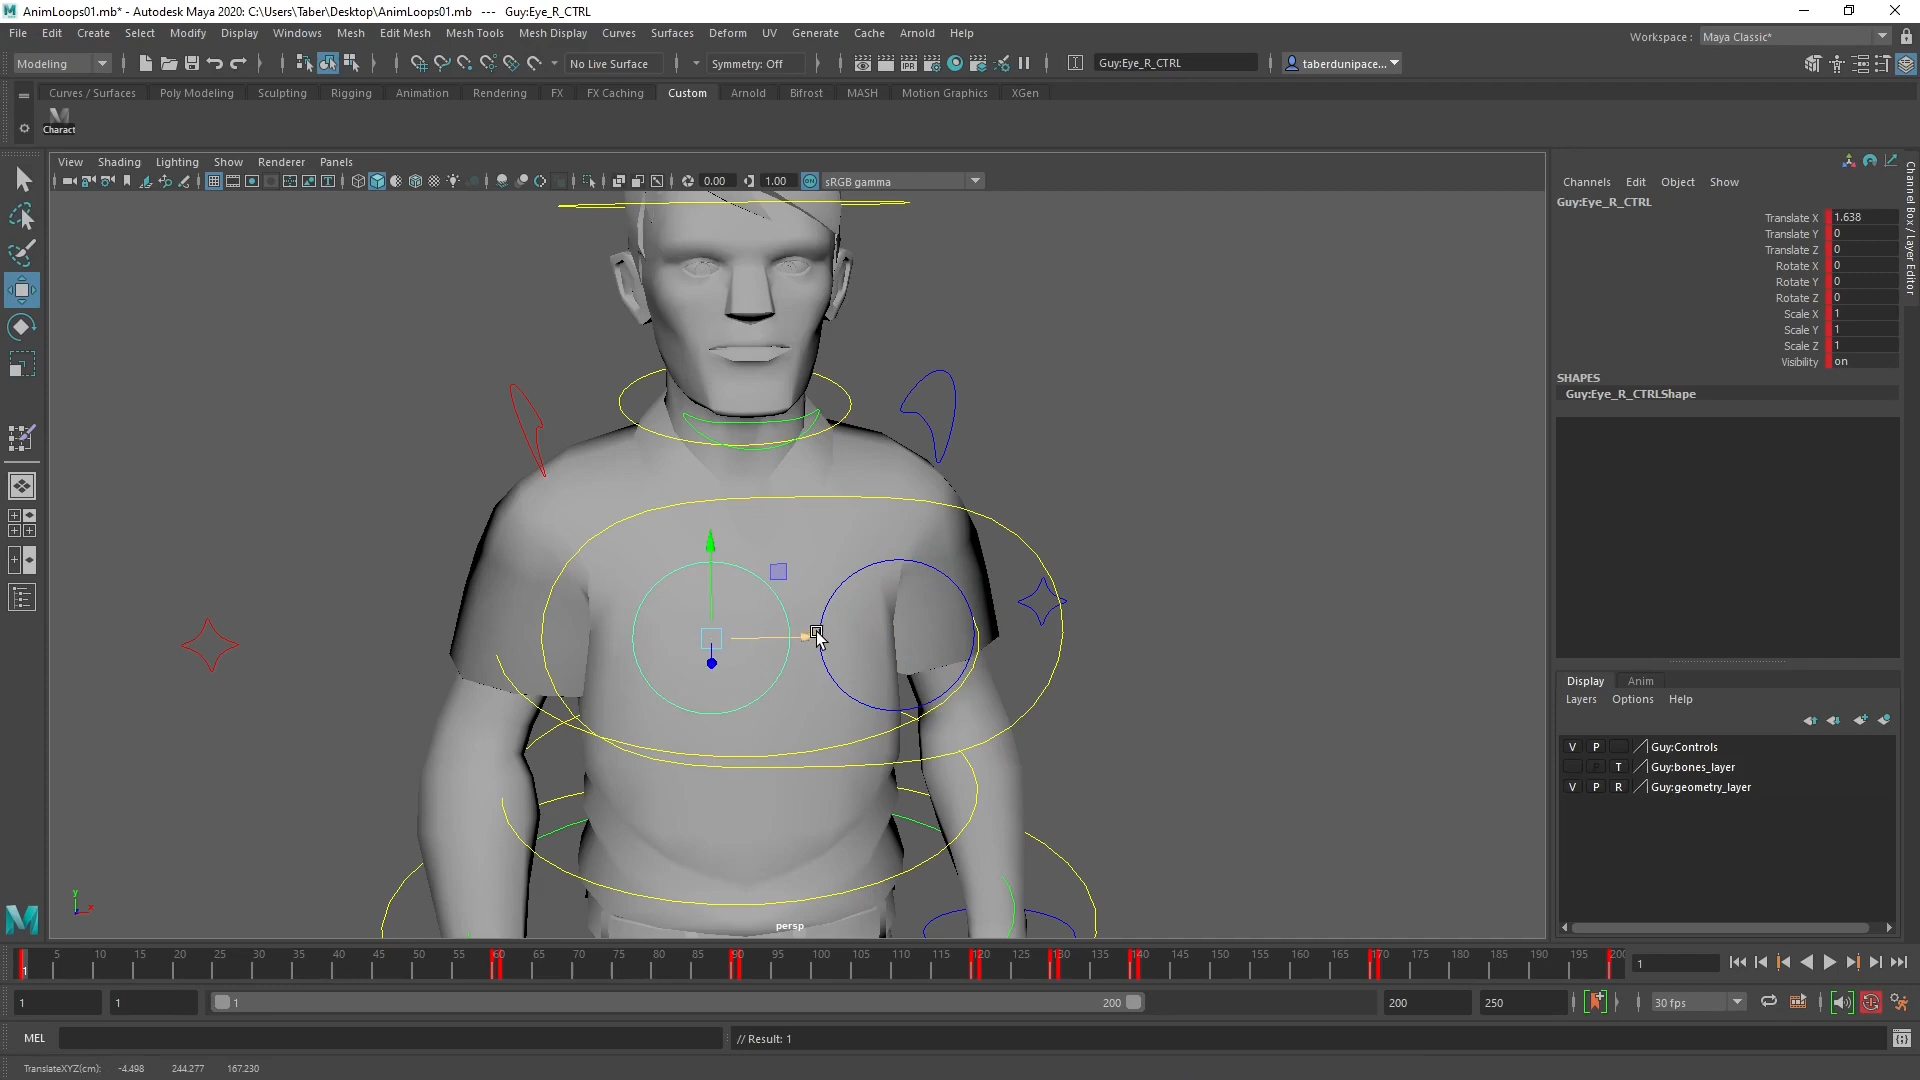 AnimLoops01.mb* - Autodesk Maya 2020: C:\Users\Taber\Desktop\AnimLoops01.mb --- Guy:Eye_R_CTRL
File Edit Create Select Modify Display Windows Mesh Edit Mesh Mesh Tools Mesh Display Curves Surfaces Deform UV Generate Cache Arnold Help
Workspace : Maya Classic*
Modeling
No Live Surface
Symmetry: Off
IPR
Guy:Eye_R_CTRL
taberdunipace...
Curves / Surfaces Poly Modeling Sculpting Rigging Animation Rendering FX FX Caching Custom Arnold Bifrost MASH Motion Graphics XGen
Charact
View Shading Lighting Show Renderer Panels
0.00 1.00 ON sRGB gamma
Channels Edit Object Show
Guy:Eye_R_CTRL
Translate X 1.638
Translate Y 0
Translate Z 0
Rotate X 0
Rotate Y 0
Rotate Z 0
Scale X 1
Scale Y 1
Scale Z 1
Visibility on
SHAPES
Guy:Eye_R_CTRLShape
Channel Box / Layer Editor
Display Anim
Layers Options Help
V P Guy:Controls
P T Guy:bones_layer
V P R Guy:geometry_layer
y
x
persp
5 10 15 20 25 30 35 40 45 50 55 60 65 70 75 80 85 90 95 100 105 110 115 120 125 130 135 140 145 150 155 160 165 170 175 180 185 190 195 200
1
1
1 1 1 200 200 250 30 fps
MEL
// Result: 1
TranslateXYZ(cm): -4.498 244.277 167.230